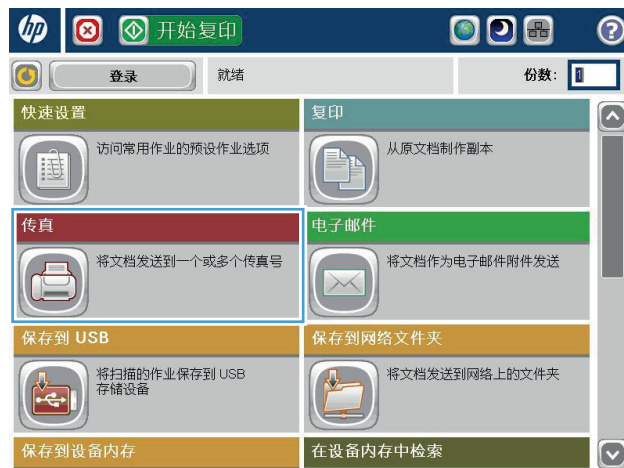 hp
开始复印
?
登录
就绪
份数:
1
快速设置
复印
访问常用作业的预设作业选项
从原文档制作副本
传真
电子邮件
将文档发送到一个或多个传真号
将文档作为电子邮件附件发送
保存到 USB
保存到网络文件夹
将扫描的作业保存到 USB
存储设备
将文档发送到网络上的文件夹
保存到设备内存
在设备内存中检索